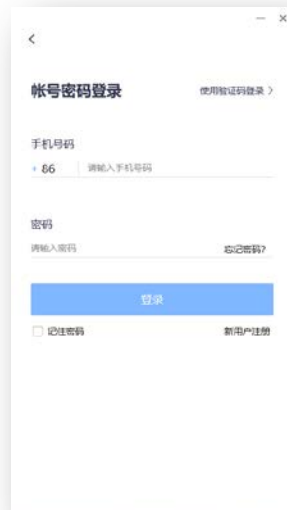 帐号密码登录
使用验证码登录 〉
手机号码
+ 86 请输入手机号码
密码
请输入密码 忘记密码?
登录
记住密码 新用户注册